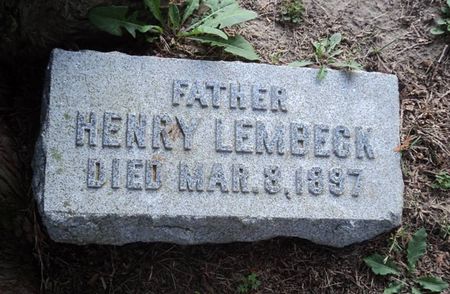 FATHER
HENRY LEMBECK
DIED MAR. 8, 1897